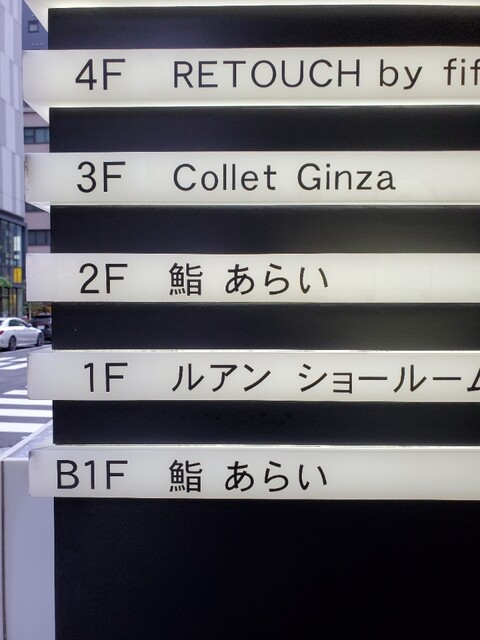 4F RETOUCH by
3F Collet Ginza
2F 鮨 あらい
1F ルアン ショールーム
B1F 鮨 あらい